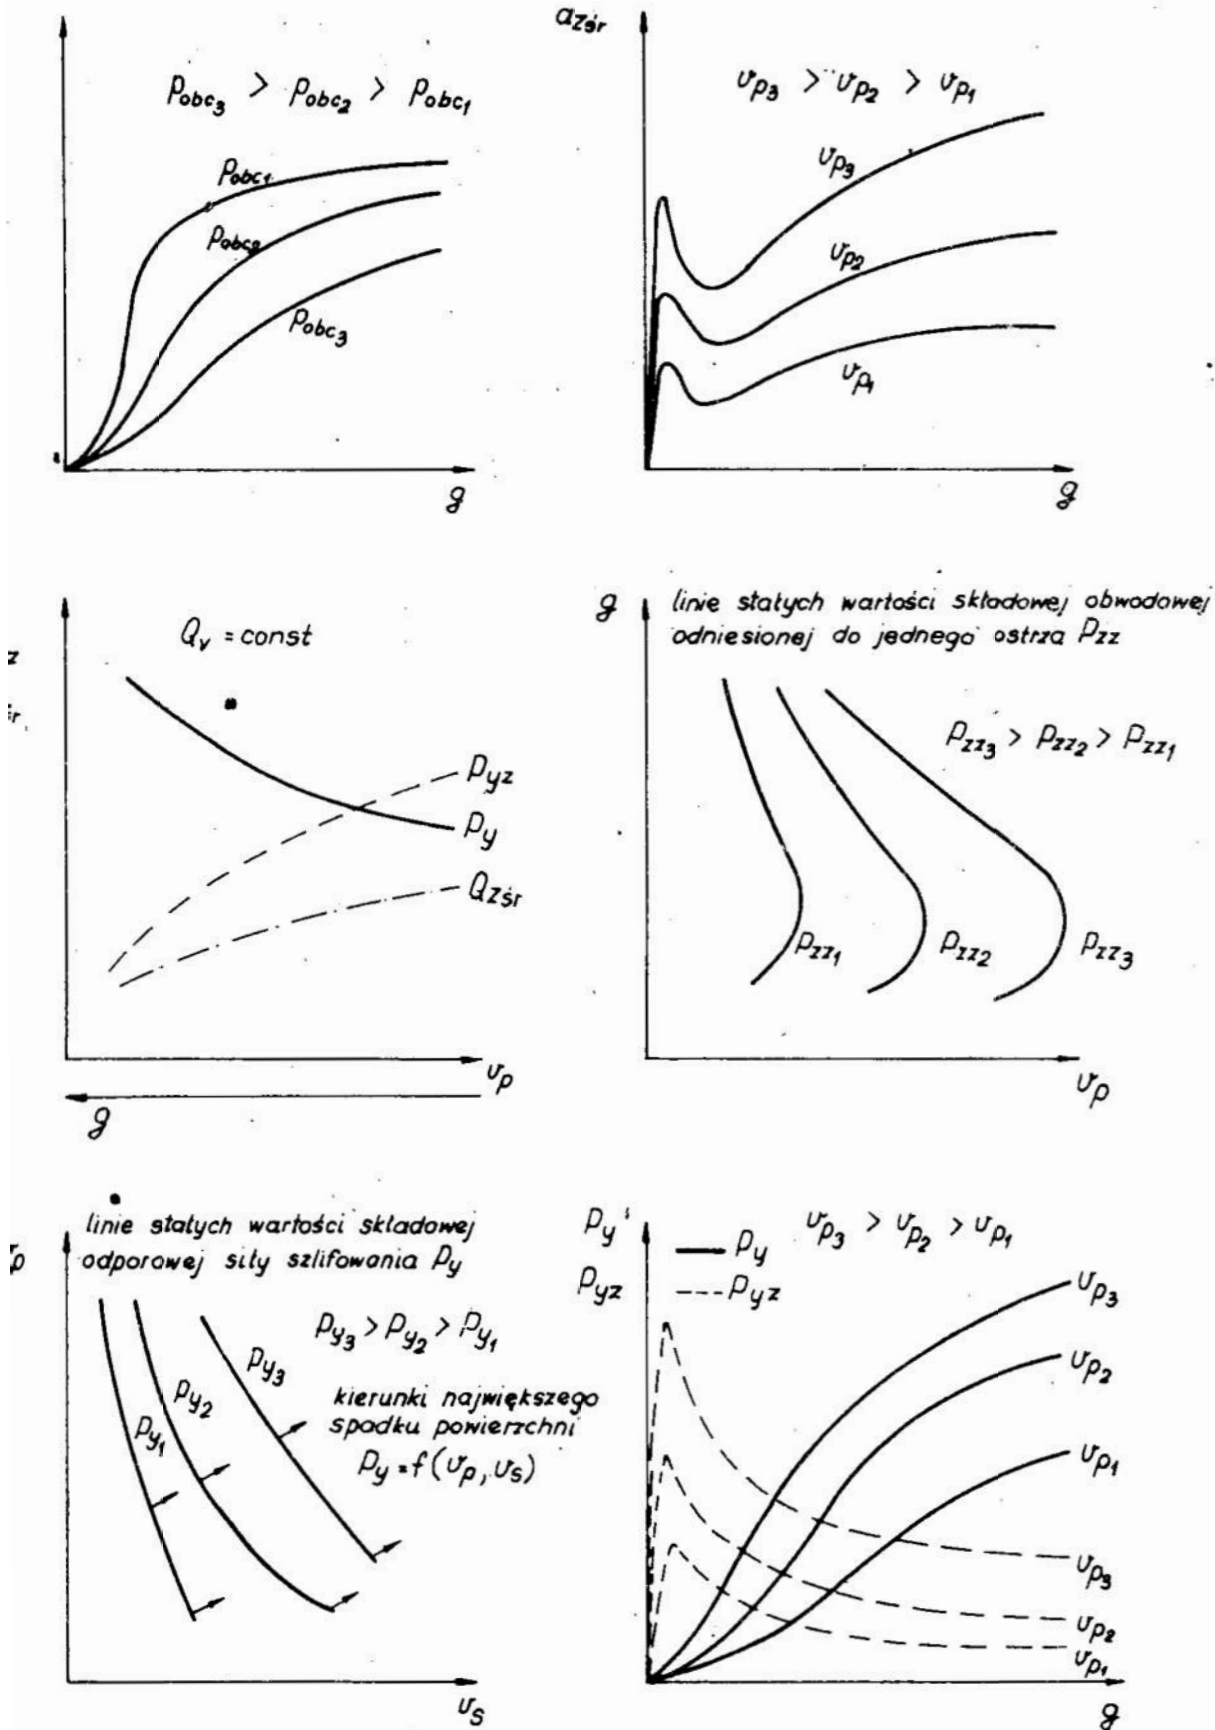 p_obc3 > p_obc2 > p_obc1
p_obc1
p_obc2
p_obc3
g
a_zśr
v_p3 > v_p2 > v_p1
v_p3
v_p2
v_p1
g
z
śr
Q_v = const
p_yz
p_y
Q_zśr
v_p
g
g
linie stałych wartości składowej obwodowej
odniesionej do jednego ostrza P_zz
p_zz3 > p_zz2 > p_zz1
p_zz1
p_zz2
p_zz3
v_p
v_p
linie stałych wartości składowej
odporowej siły szlifowania p_y
p_y3 > p_y2 > p_y1
p_y3
p_y2
p_y1
kierunki największego
spadku powierzchni
p_y = f(v_p, v_s)
v_s
p_y
p_yz
p_y
p_yz
v_p3 > v_p2 > v_p1
v_p3
v_p2
v_p1
v_p3
v_p2
v_p1
g